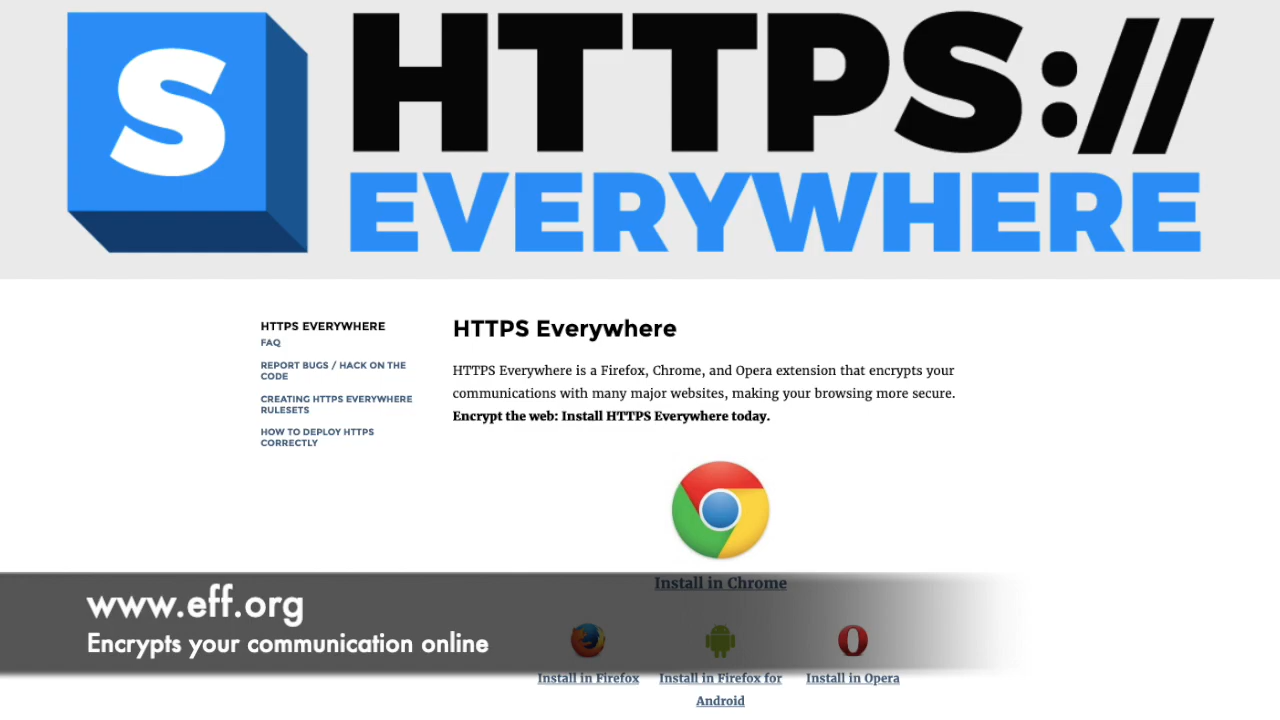 S HTTPS://
EVERYWHERE
HTTPS EVERYWHERE
FAQ
REPORT BUGS / HACK ON THE
CODE
CREATING HTTPS EVERYWHERE
RULESETS
HOW TO DEPLOY HTTPS
CORRECTLY
HTTPS Everywhere
HTTPS Everywhere is a Firefox, Chrome, and Opera extension that encrypts your
communications with many major websites, making your browsing more secure.
Encrypt the web: Install HTTPS Everywhere today.
Install in Chrome
www.eff.org
Encrypts your communication online
Install in Firefox
Install in Firefox for
Android
Install in Opera